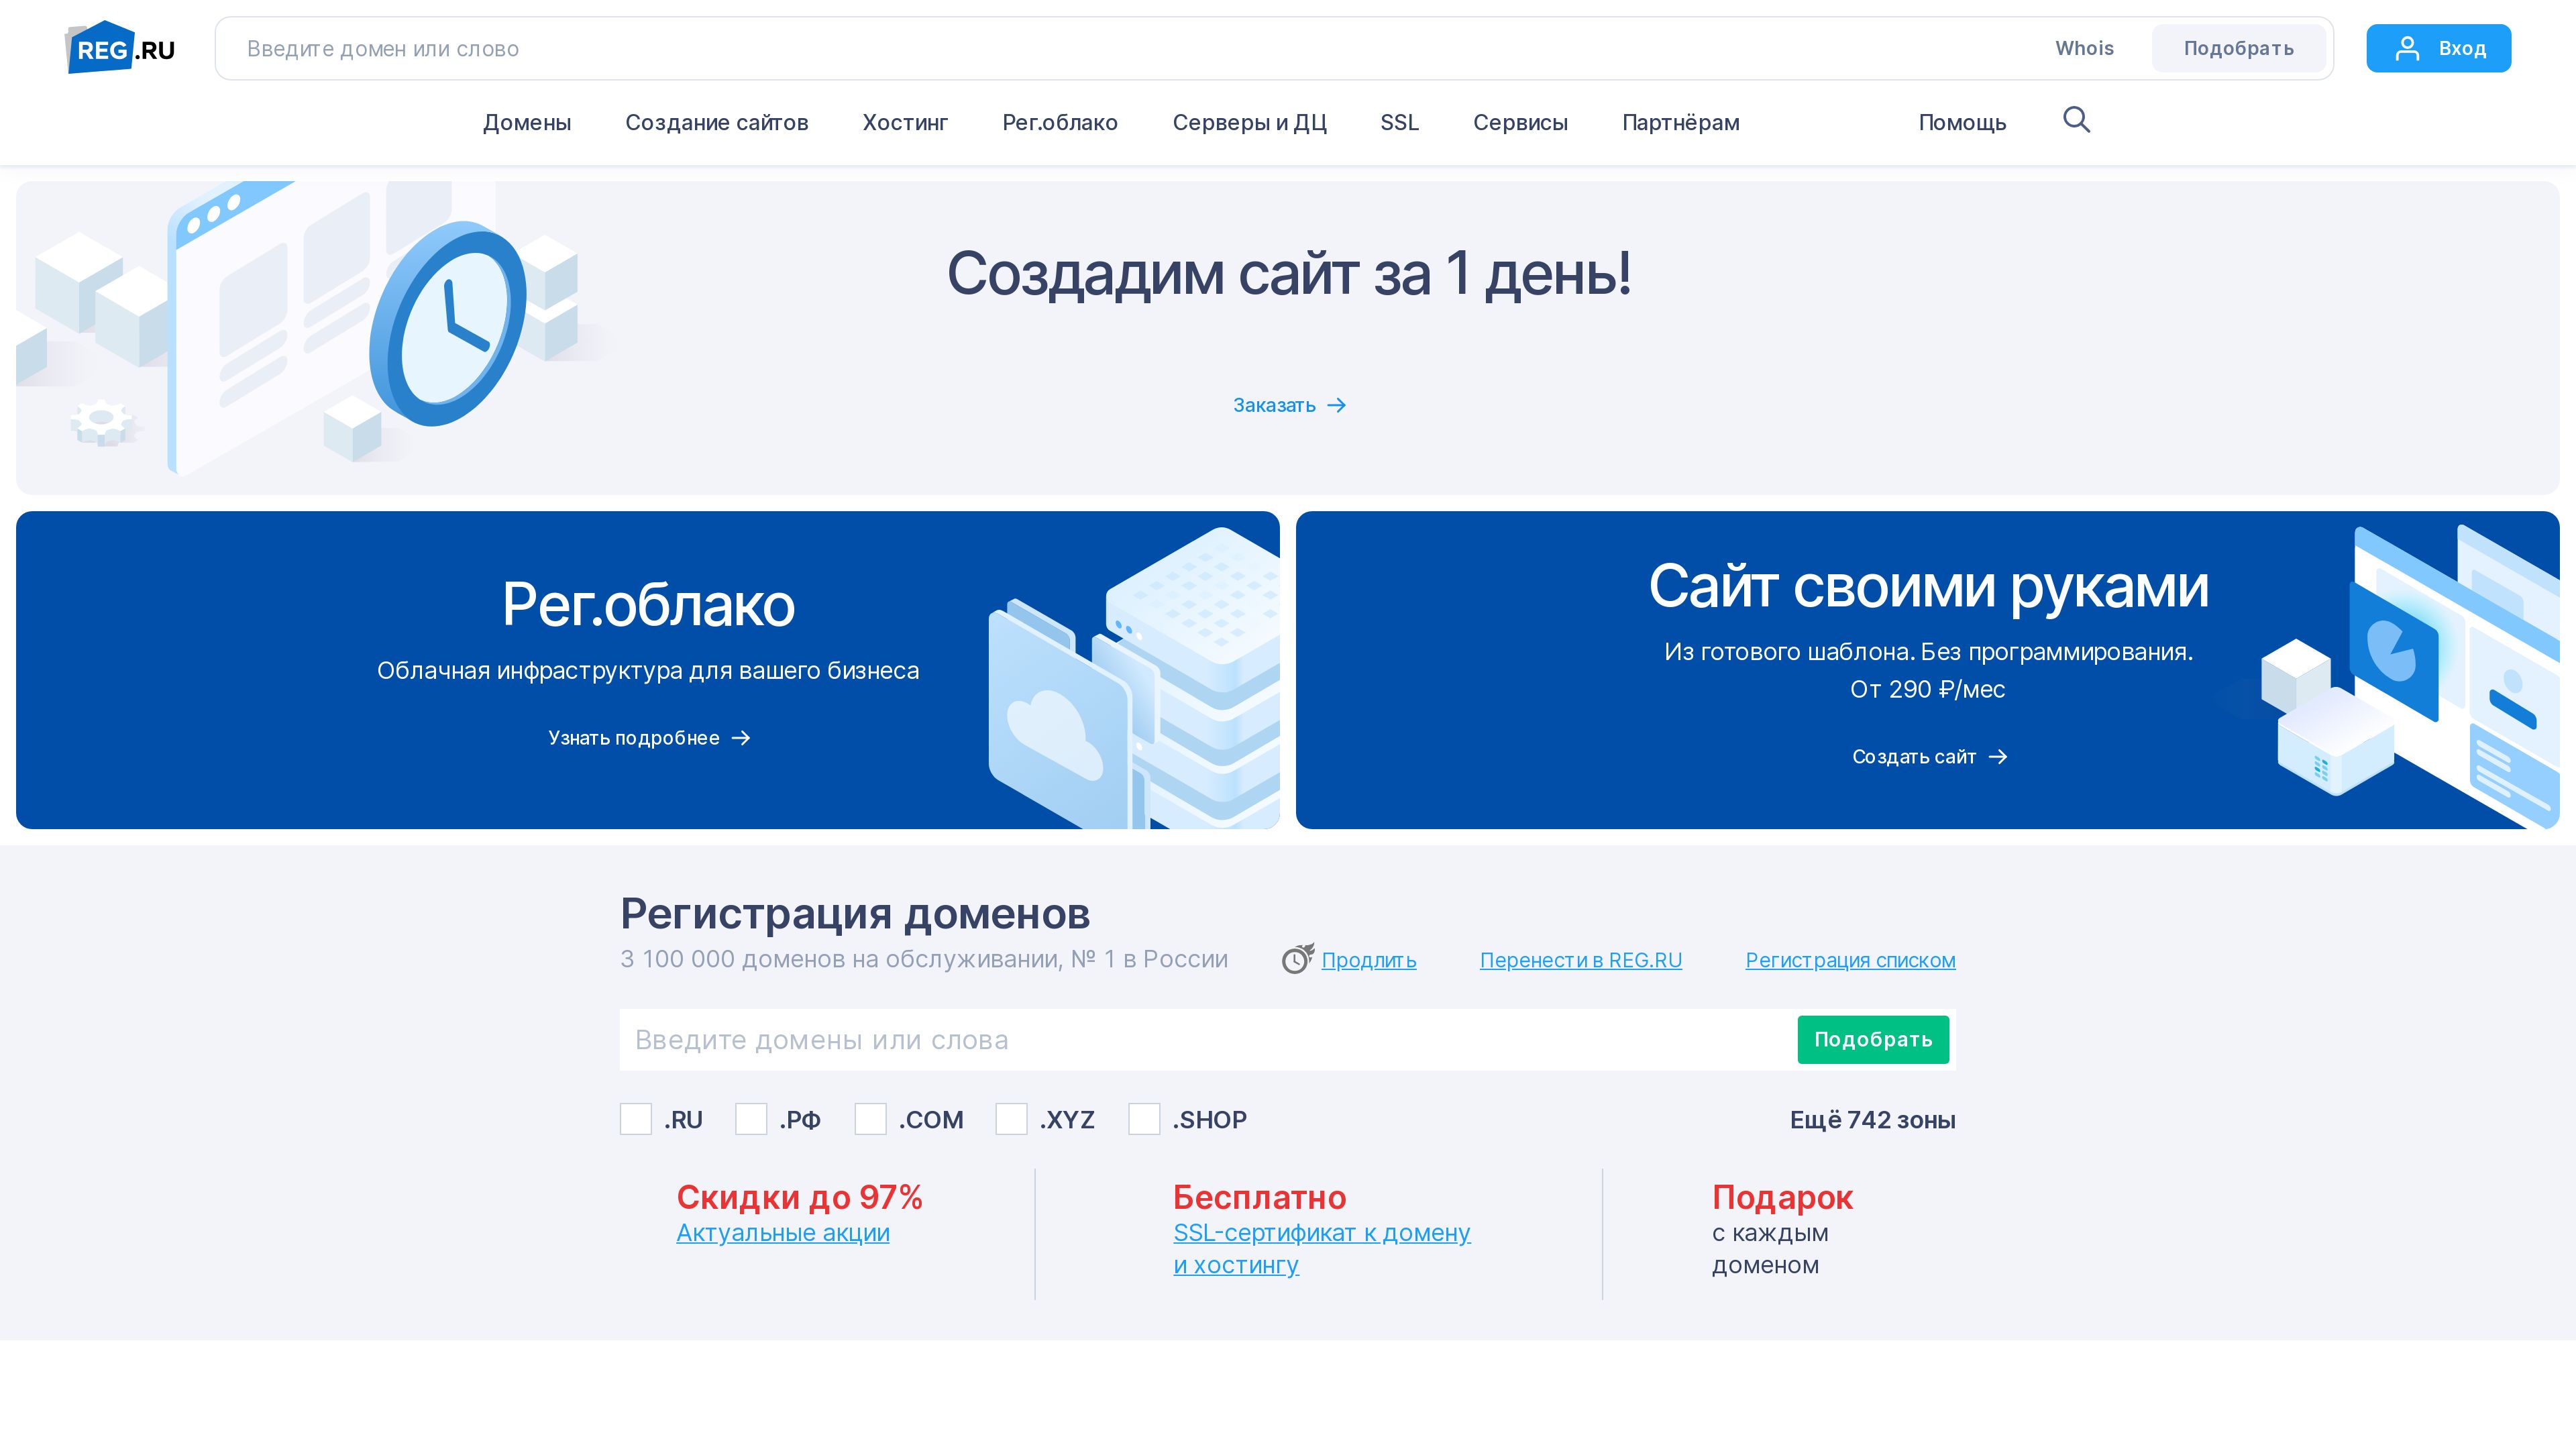 REG.RU
Введите домен или слово
Whois
Подобрать
Вход
Домены
Создание сайтов
Хостинг
Рег.облако
Серверы и ДЦ
SSL
Сервисы
Партнёрам
Помощь
Создадим сайт за 1 день!
Заказать
Рег.облако
Облачная инфраструктура для вашего бизнеса
Узнать подробнее
Сайт своими руками
Из готового шаблона. Без программирования.
От 290 ₽/мес
Создать сайт
Регистрация доменов
3 100 000 доменов на обслуживании, № 1 в России
Продлить
Перенести в REG.RU
Регистрация списком
Введите домены или слова
Подобрать
.RU
.РФ
.COM
.XYZ
.SHOP
Ещё 742 зоны
Скидки до 97%
Актуальные акции
Бесплатно
SSL-сертификат к домену
и хостингу
Подарок
с каждым
доменом